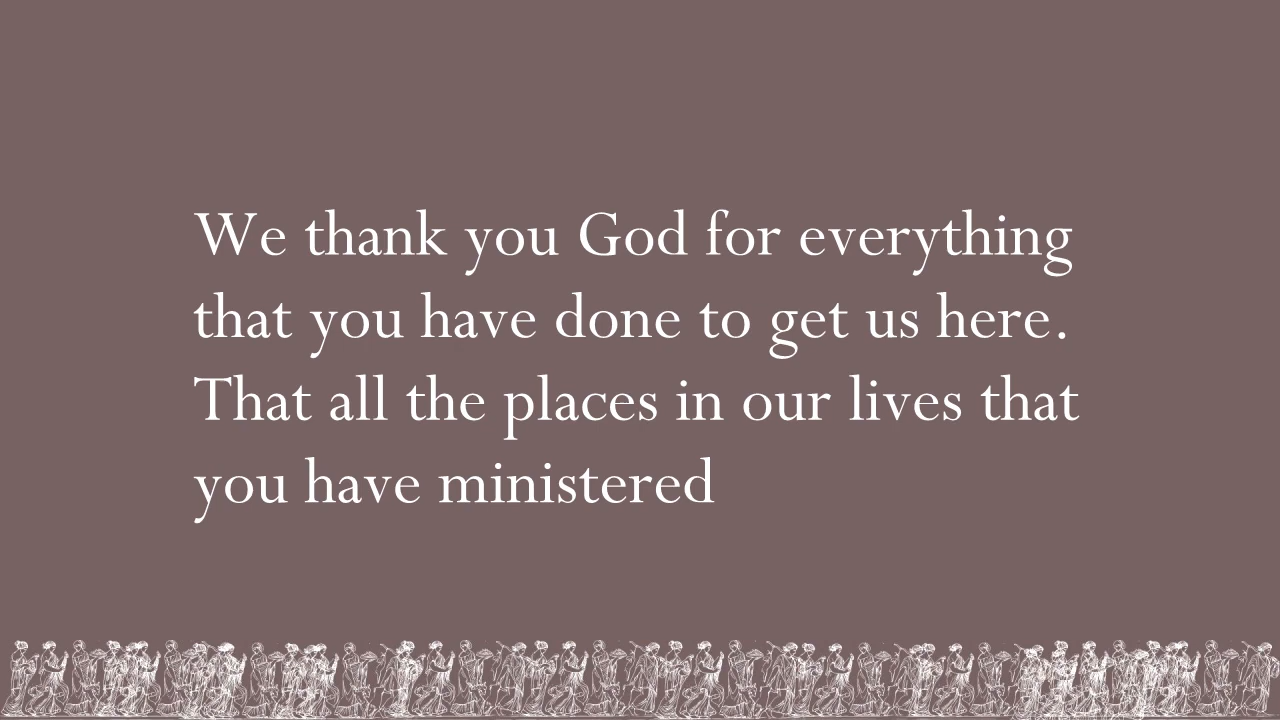 We thank you God for everything
that you have done to get us here.
That all the places in our lives that
you have ministered